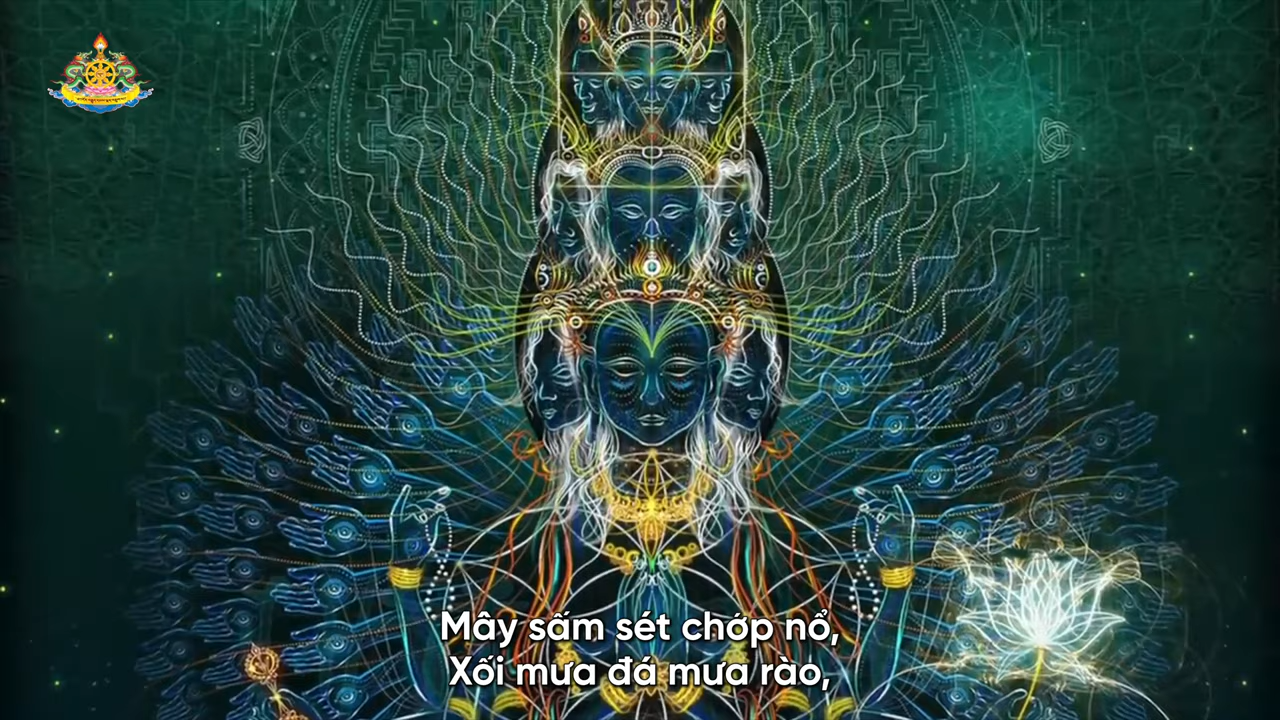 Mây sấm sét chớp nổ,
Xối mưa đá mưa rào,